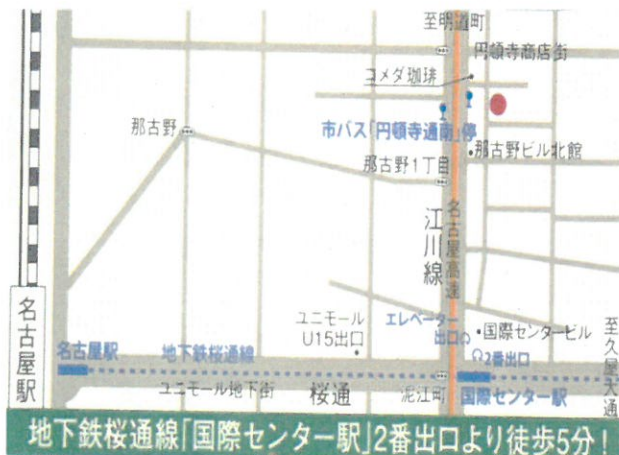 至明道町
円頓寺商店街
コメダ珈琲
那古野
市バス「円頓寺通南」停
那古野ビル北館
那古野1丁目
江川線
名古屋高速
名古屋駅
ユニモール
U15出口
エレベーター
出口
国際センタービル
2番出口
至久屋大通
名古屋駅
地下鉄桜通線
ユニモール地下街
桜通
泥江町
国際センター駅
地下鉄桜通線「国際センター駅」2番出口より徒歩5分!